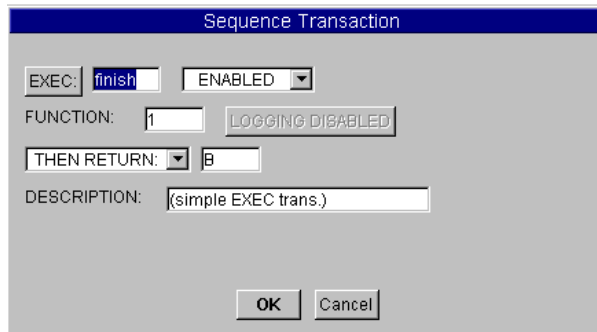 Sequence Transaction
EXEC: finish ENABLED
FUNCTION: 1 LOGGING DISABLED
THEN RETURN: B
DESCRIPTION: (simple EXEC trans.)
OK Cancel